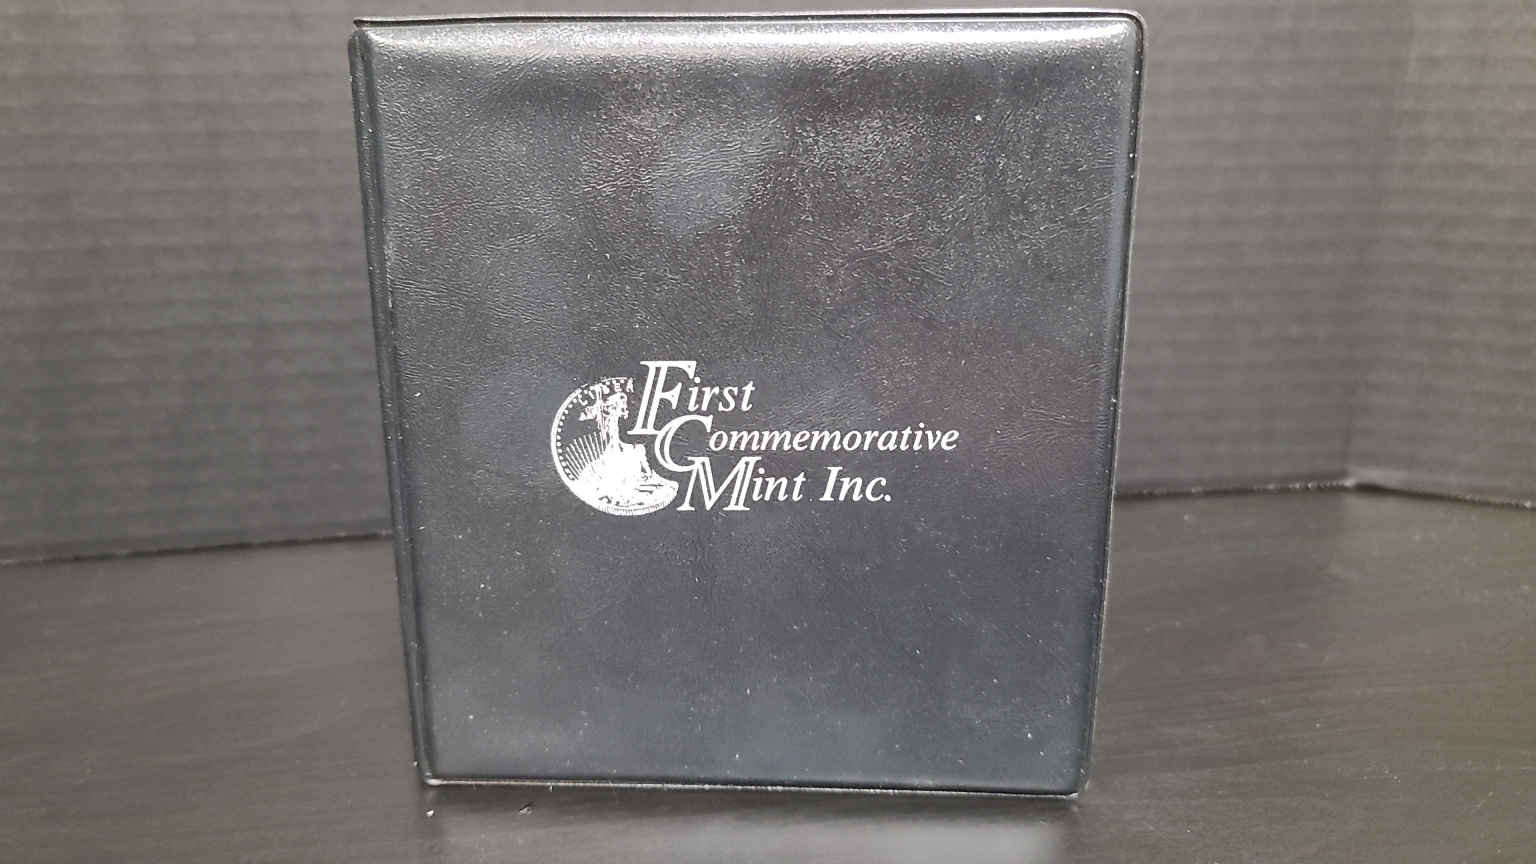 First
Commemorative
Mint Inc.